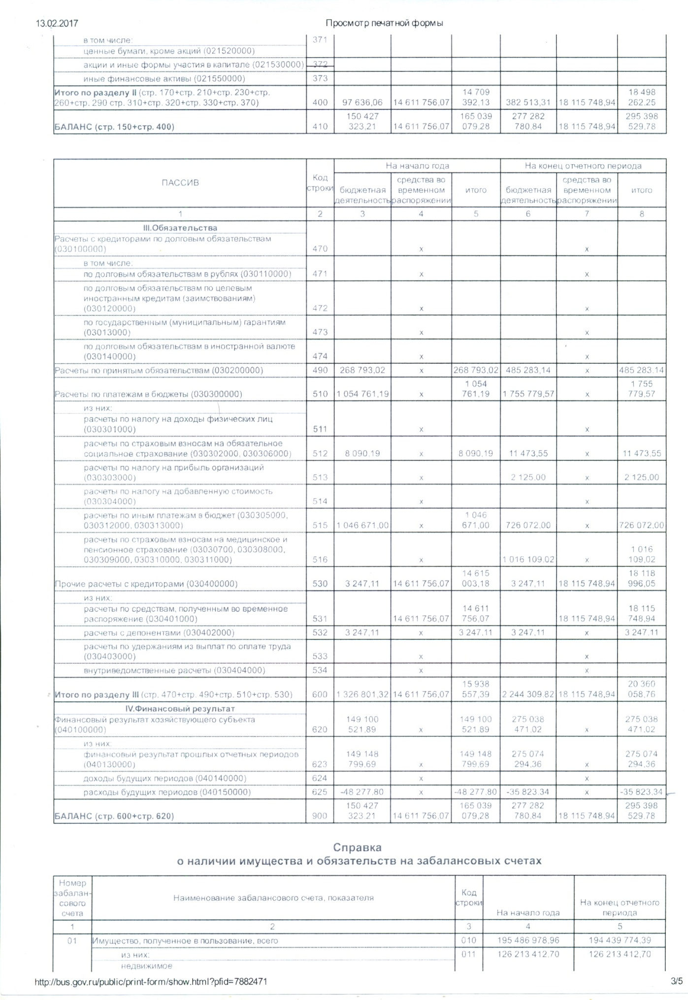 13.02.2017 Просмотр печатной формы
в том числе: 371
ценные бумаги, кроме акций (021520000)
акции и иные формы участия в капитале (021530000) 372
иные финансовые активы (021550000) 373
Итого по разделу II (стр. 170+стр. 210+стр. 230+стр. 14 709 18 498
260+стр. 290 стр. 310+стр. 320+стр. 330+стр. 370) 400 97 636,06 14 611 756,07 392,13 382 513,31 18 115 748,94 262,25
150 427 165 039 277 282 295 398
БАЛАНС (стр. 150+стр. 400) 410 323,21 14 611 756,07 079,28 780,84 18 115 748,94 529,78
На начало года На конец отчетного периода
ПАССИВ Код средства во средства во
строки бюджетная временном итого бюджетная временном итого
деятельность распоряжении деятельность распоряжении
1 2 3 4 5 6 7 8
III.Обязательства
Расчеты с кредиторами по долговым обязательствам
(030100000) 470 x x
в том числе:
по долговым обязательствам в рублях (030110000) 471 x x
по долговым обязательствам по целевым
иностранным кредитам (заимствованиям)
(030120000) 472 x x
по государственным (муниципальным) гарантиям
(03013000) 473 x x
по долговым обязательствам в иностранной валюте
(030140000) 474 x x
Расчеты по принятым обязательствам (030200000) 490 268 793,02 x 268 793,02 485 283,14 x 485 283,14
1 054 1 755
Расчеты по платежам в бюджеты (030300000) 510 1 054 761,19 x 761,19 1 755 779,57 x 779,57
из них:
расчеты по налогу на доходы физических лиц
(030301000) 511 x x
расчеты по страховым взносам на обязательное
социальное страхование (030302000, 030306000) 512 8 090,19 x 8 090,19 11 473,55 x 11 473,55
расчеты по налогу на прибыль организаций
(030303000) 513 x 2 125,00 x 2 125,00
расчеты по налогу на добавленную стоимость
(030304000) 514 x x
расчеты по иным платежам в бюджет (030305000, 1 046
030312000, 030313000) 515 1 046 671,00 x 671,00 726 072,00 x 726 072,00
расчеты по страховым взносам на медицинское и
пенсионное страхование (03030700, 030308000, 1 016
030309000, 030310000, 030311000) 516 x 1 016 109,02 x 109,02
14 615 18 118
Прочие расчеты с кредиторами (030400000) 530 3 247,11 14 611 756,07 003,18 3 247,11 18 115 748,94 996,05
из них:
расчеты по средствам, полученным во временное 14 611 18 115
распоряжение (030401000) 531 14 611 756,07 756,07 18 115 748,94 748,94
расчеты с депонентами (030402000) 532 3 247,11 x 3 247,11 3 247,11 x 3 247,11
расчеты по удержаниям из выплат по оплате труда
(030403000) 533 x x
внутриведомственные расчеты (030404000) 534 x x
15 938 20 360
Итого по разделу III (стр. 470+стр. 490+стр. 510+стр. 530) 600 1 326 801,32 14 611 756,07 557,39 2 244 309,82 18 115 748,94 058,76
IV.Финансовый результат
Финансовый результат хозяйствующего субъекта 149 100 149 100 275 038 275 038
(040100000) 620 521,89 x 521,89 471,02 x 471,02
из них:
финансовый результат прошлых отчетных периодов 149 148 149 148 275 074 275 074
(040130000) 623 799,69 x 799,69 294,36 x 294,36
доходы будущих периодов (040140000) 624 x x
расходы будущих периодов (040150000) 625 -48 277,80 x -48 277,80 -35 823,34 x -35 823,34
150 427 165 039 277 282 295 398
БАЛАНС (стр. 600+стр. 620) 900 323,21 14 611 756,07 079,28 780,84 18 115 748,94 529,78
Справка
о наличии имущества и обязательств на забалансовых счетах
Номер
забалан- Наименование забалансового счета, показателя Код
сового строки На конец отчетного
счета На начало года периода
1 2 3 4 5
01 Имущество, полученное в пользование, всего 010 195 486 978,96 194 439 774,39
из них: 011 126 213 412,70 126 213 412,70
недвижимое
http://bus.gov.ru/public/print-form/show.html?pfid=7882471 3/5